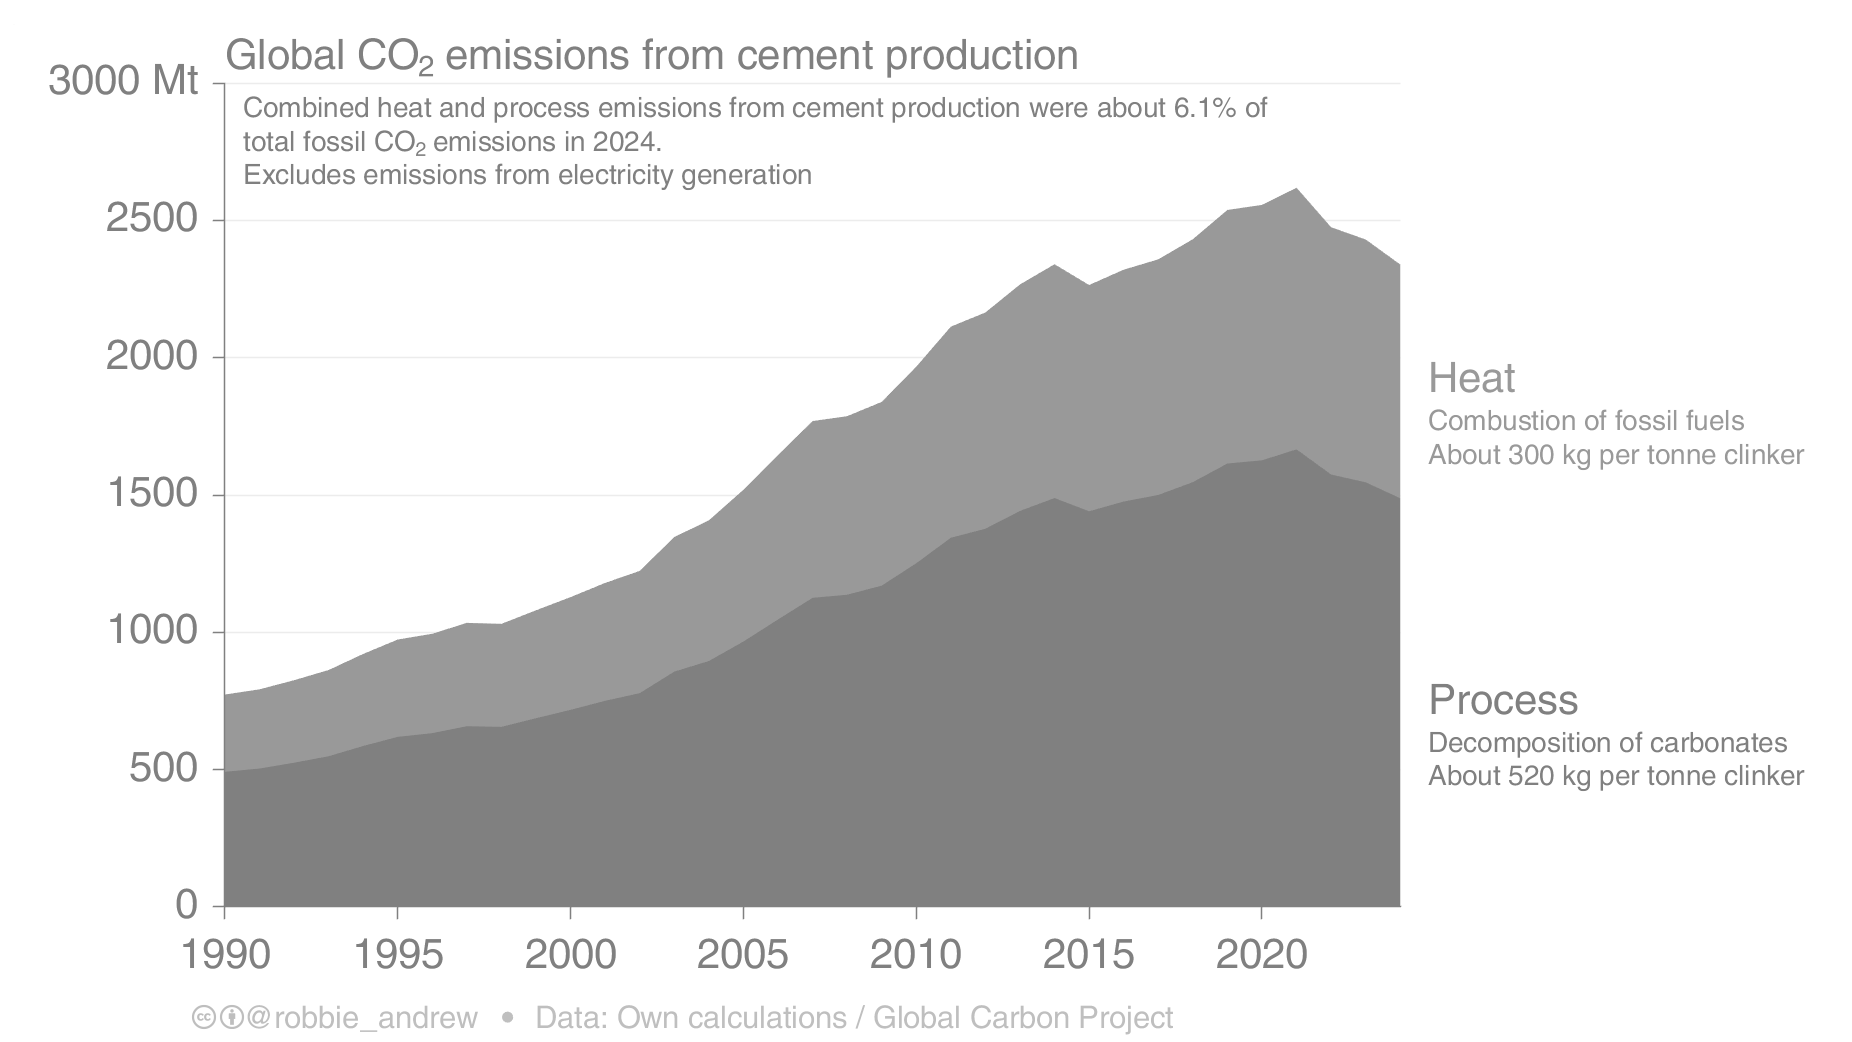 Global CO₂ emissions from cement production
3000 Mt
Combined heat and process emissions from cement production were about 6.1% of
total fossil CO₂ emissions in 2024.
Excludes emissions from electricity generation
2500
2000
Heat
Combustion of fossil fuels
About 300 kg per tonne clinker
1500
1000
Process
Decomposition of carbonates
About 520 kg per tonne clinker
500
0
1990 1995 2000 2005 2010 2015 2020
cc @robbie_andrew • Data: Own calculations / Global Carbon Project